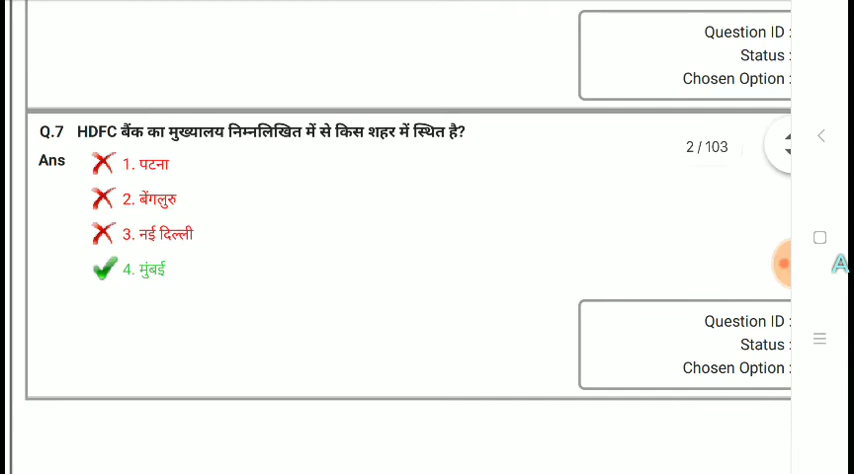 Question ID :
Status :
Chosen Option :
Q.7 HDFC बैंक का मुख्यालय निम्नलिखित में से किस शहर में स्थित है?
2 / 103
Ans 1. पटना
2. बेंगलुरु
3. नई दिल्ली
4. मुंबई
A
Question ID :
Status :
Chosen Option :